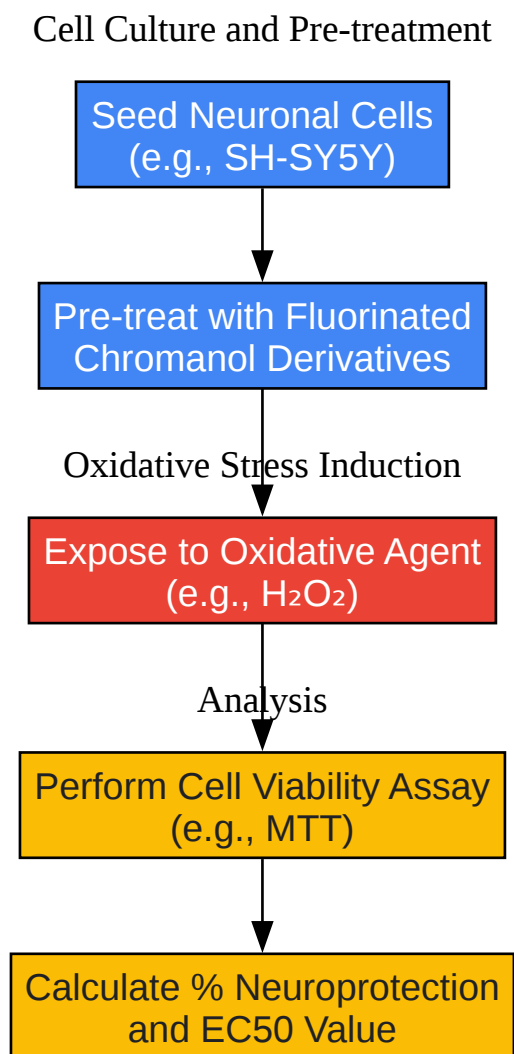 Cell Culture and Pre-treatment
Seed Neuronal Cells
(e.g., SH-SY5Y)
Pre-treat with Fluorinated
Chromanol Derivatives
Oxidative Stress Induction
Expose to Oxidative Agent
(e.g., H₂O₂)
Analysis
Perform Cell Viability Assay
(e.g., MTT)
Calculate % Neuroprotection
and EC50 Value